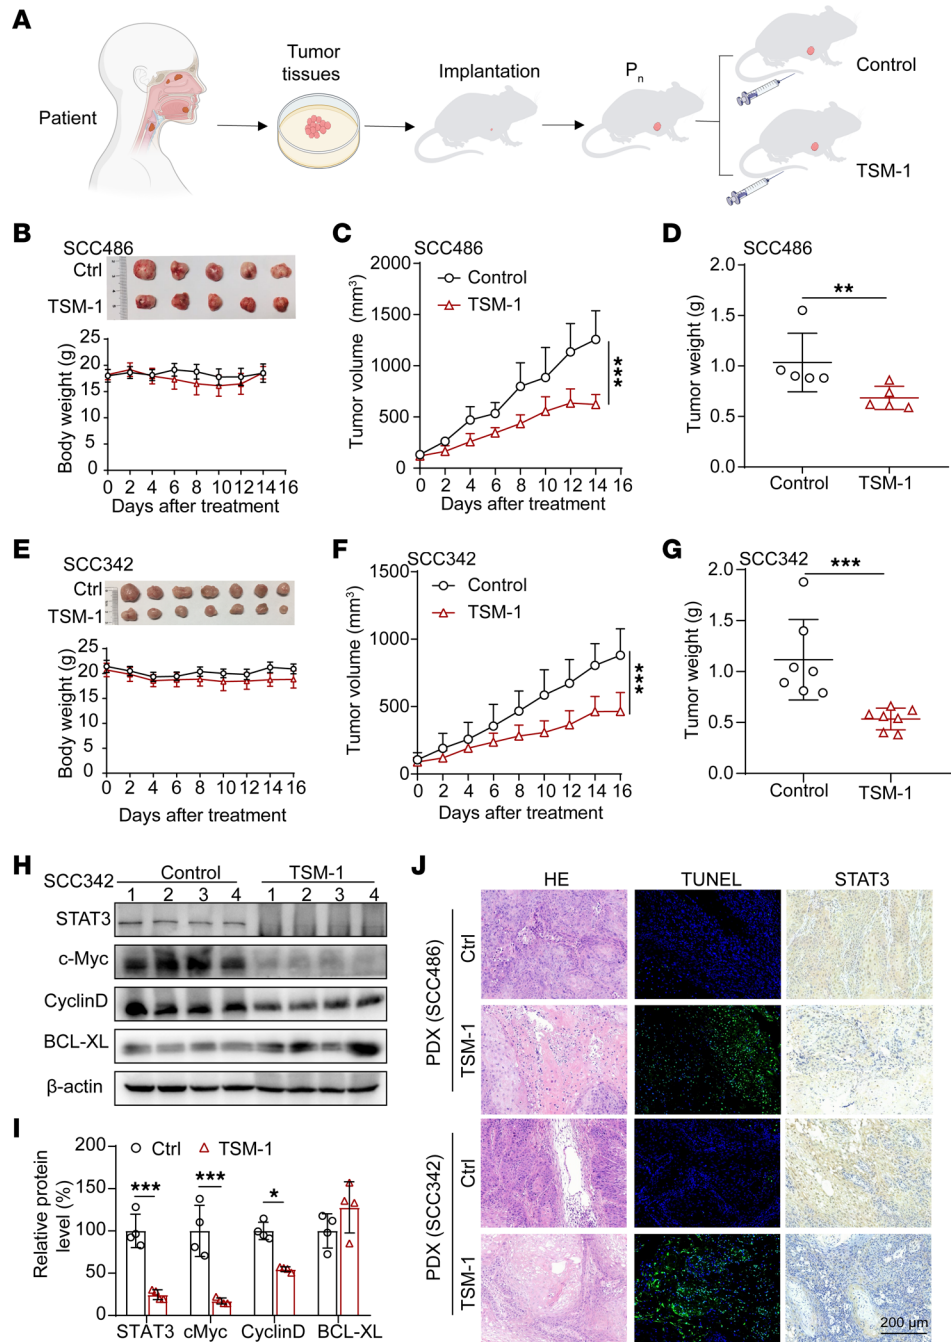 A
Patient
Tumor
tissues
Implantation
Pn
Control
TSM-1
B
SCC486
Ctrl
TSM-1
Body weight (g)
25
20
15
10
5
0
0 2 4 6 8 10 12 14 16
Days after treatment
C
SCC486
Control
TSM-1
Tumor volume (mm³)
2000
1500
1000
500
0
0 2 4 6 8 10 12 14 16
Days after treatment
***
D
SCC486
Tumor weight (g)
2.0
1.5
1.0
0.5
0.0
**
Control TSM-1
E
SCC342
Ctrl
TSM-1
Body weight (g)
25
20
15
10
5
0
0 2 4 6 8 10 12 14 16
Days after treatment
F
SCC342
Control
TSM-1
Tumor volume (mm³)
1500
1000
500
0
0 2 4 6 8 10 12 14 16
Days after treatment
***
G
SCC342
Tumor weight (g)
2.0
1.5
1.0
0.5
0.0
***
Control TSM-1
H
SCC342
Control TSM-1
1 2 3 4 1 2 3 4
STAT3
c-Myc
CyclinD
BCL-XL
β-actin
I
Ctrl TSM-1
Relative protein
level (%)
200
150
100
50
0
*** *** *
STAT3 cMyc CyclinD BCL-XL
J
HE TUNEL STAT3
PDX (SCC486)
Ctrl
TSM-1
PDX (SCC342)
Ctrl
TSM-1
200 μm